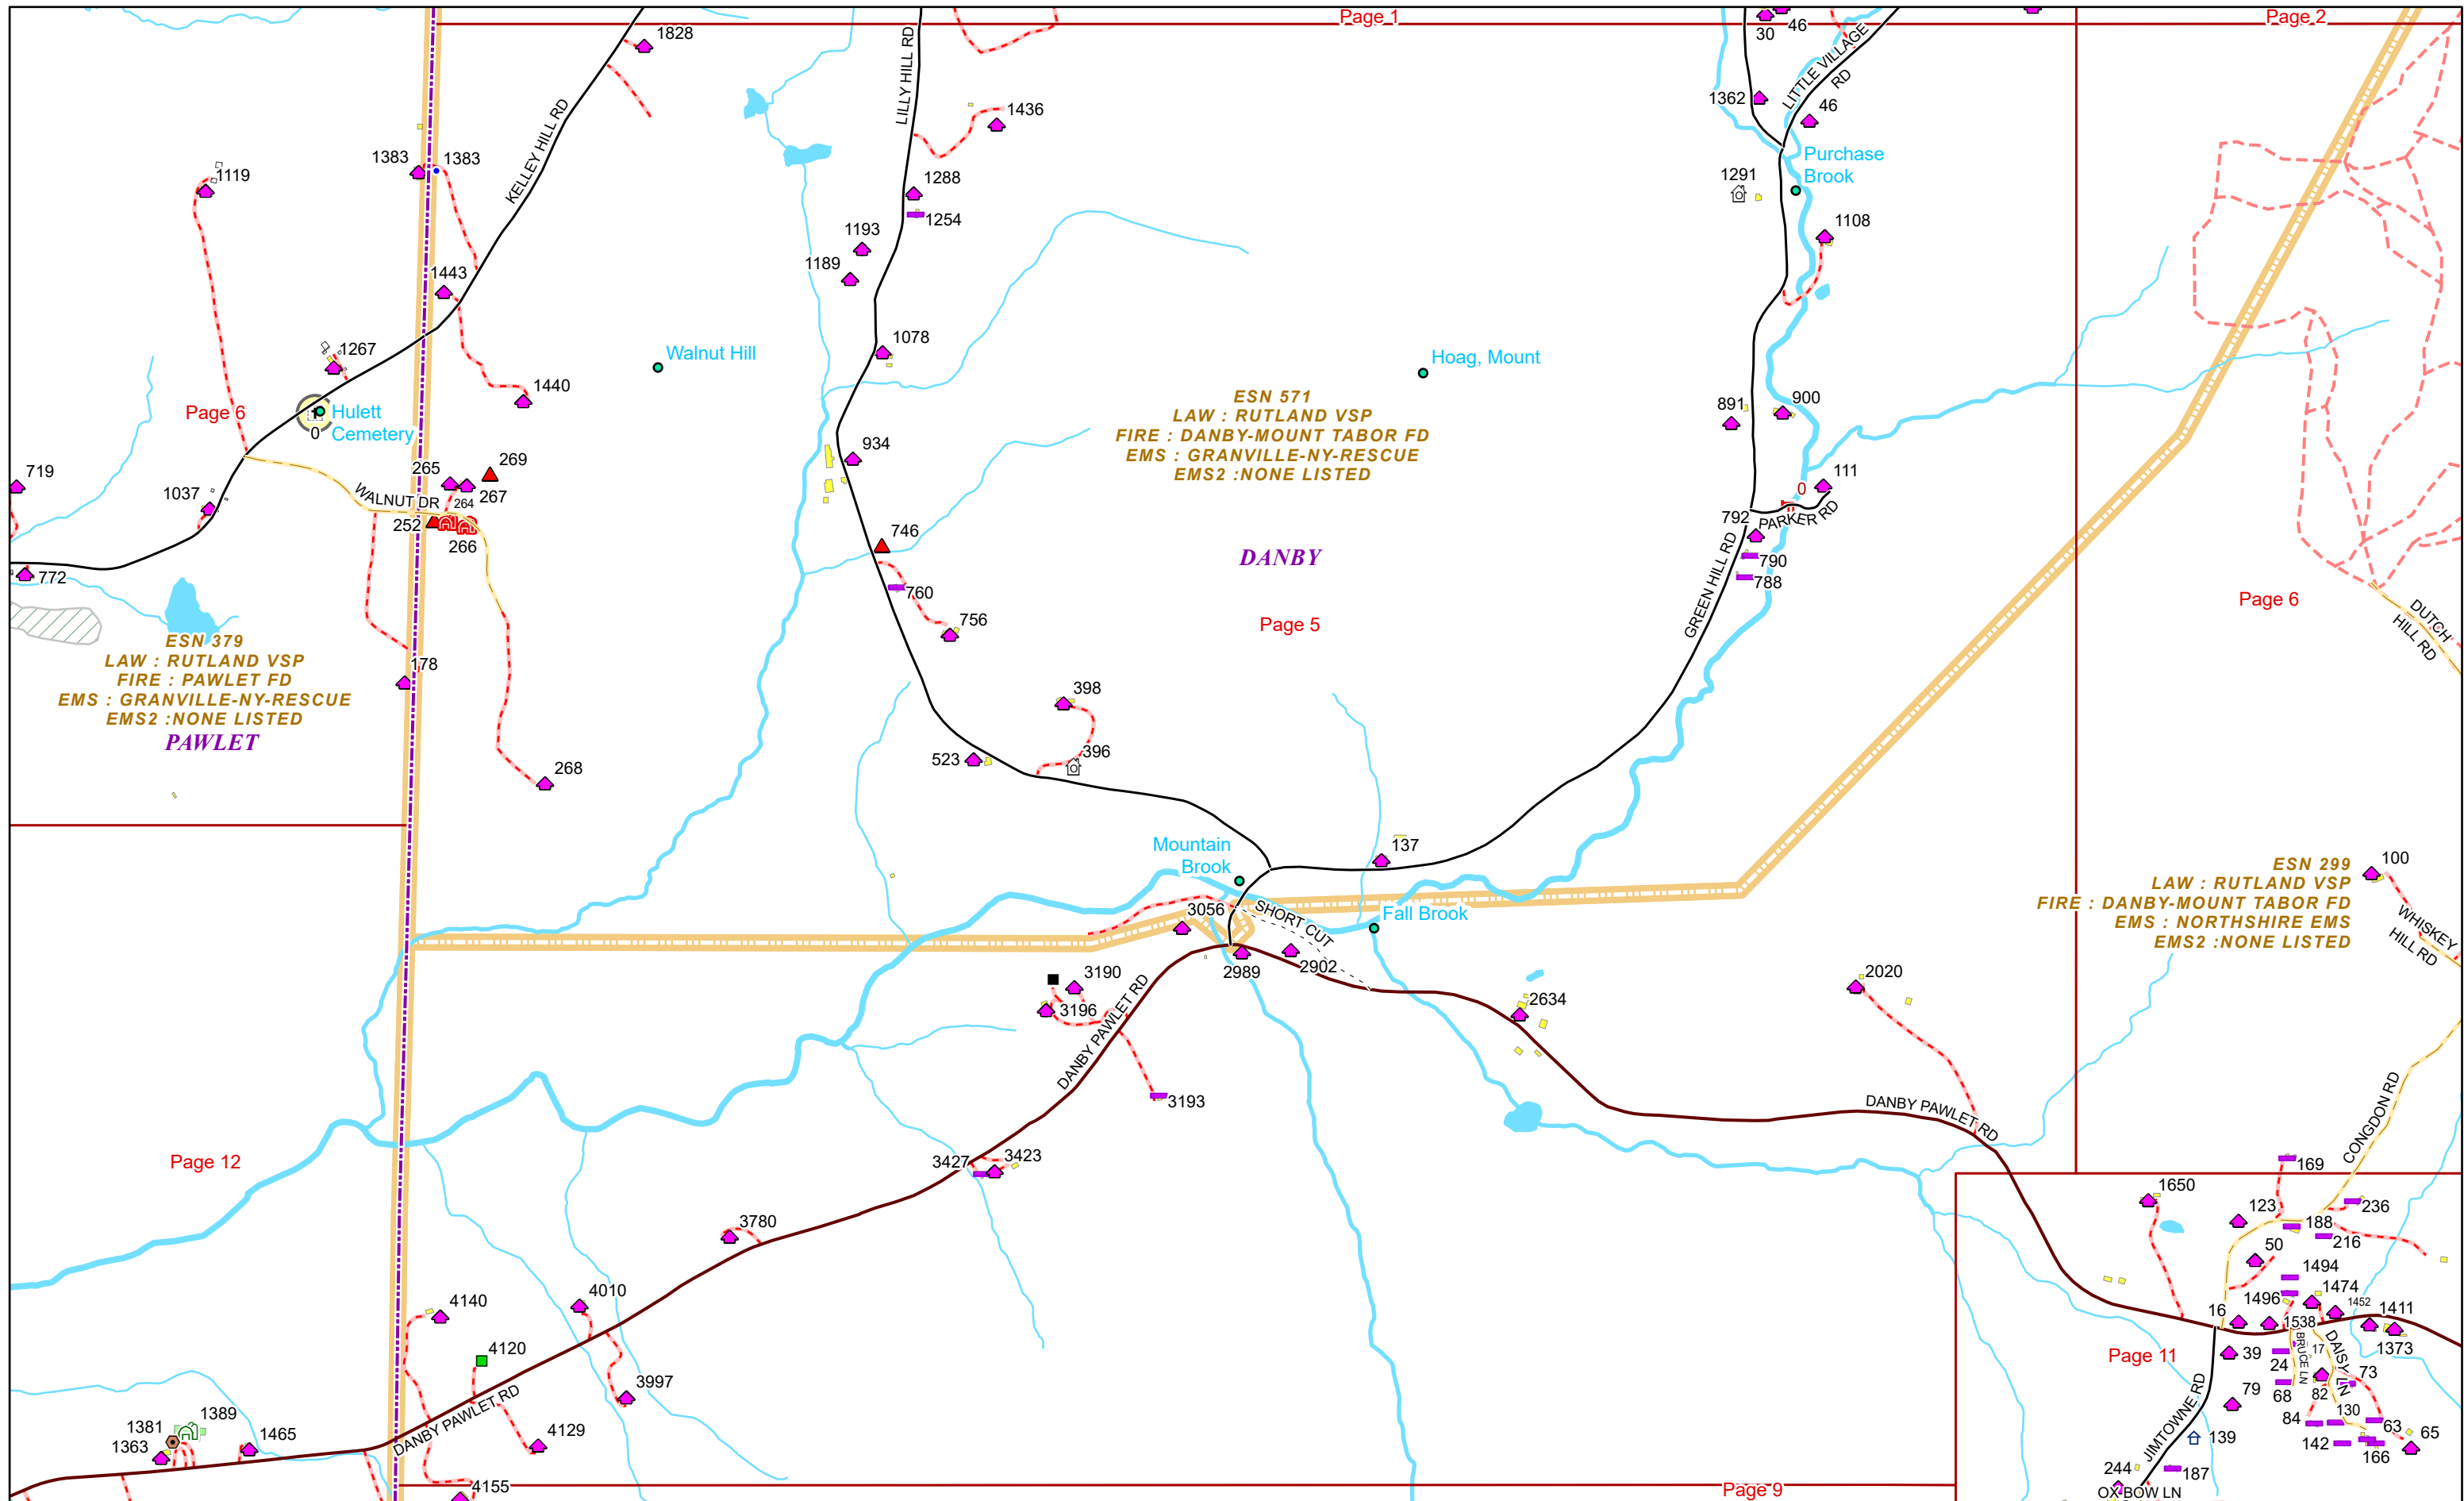 Page 1
Page 2
1828
LILLY HILL RD
30
46
LITTLE VILLAGE
RD
1362
46
1436
KELLEY HILL RD
1383
1383
1119
Purchase
Brook
1291
1288
1254
1108
1193
1189
1443
1267
1078
Walnut Hill
Hoag, Mount
1440
Page 6
Hulett
Cemetery
0
ESN 571
LAW : RUTLAND VSP
FIRE : DANBY-MOUNT TABOR FD
EMS : GRANVILLE-NY-RESCUE
EMS2 :NONE LISTED
891
900
934
719
265
269
267
264
1037
WALNUT DR
252
266
111
0
792
PARKER RD
790
788
GREEN HILL RD
746
DANBY
760
772
756
Page 5
Page 6
DUTCH
HILL RD
ESN 379
LAW : RUTLAND VSP
FIRE : PAWLET FD
EMS : GRANVILLE-NY-RESCUE
EMS2 :NONE LISTED
PAWLET
178
398
396
523
268
137
Mountain
Brook
ESN 299
LAW : RUTLAND VSP
FIRE : DANBY-MOUNT TABOR FD
EMS : NORTHSHIRE EMS
EMS2 :NONE LISTED
100
WHISKEY
HILL RD
3056
SHORT CUT
Fall Brook
2989
2902
3190
3196
DANBY PAWLET RD
2634
2020
3193
DANBY PAWLET RD
CONGDON RD
Page 12
3427
3423
169
1650
123
236
188
216
3780
50
1494
1474
1496
1452
1411
16
1538
1373
4010
4140
4120
3997
Page 11
39
24
17
BRUCE LN
DAISY LN
73
68
82
79
84
130
63
65
142
166
DANBY PAWLET RD
4129
1381
1389
1363
1465
JIMTOWNE RD
139
187
244
OX BOW LN
4155
Page 9